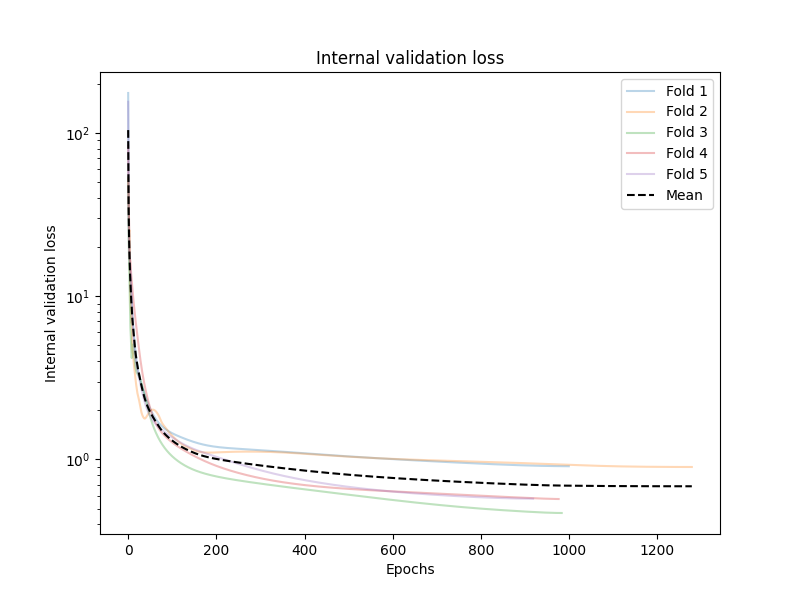 Internal validation loss
Internal validation loss
10²
10¹
10⁰
0 200 400 600 800 1000 1200
Epochs
Fold 1
Fold 2
Fold 3
Fold 4
Fold 5
Mean